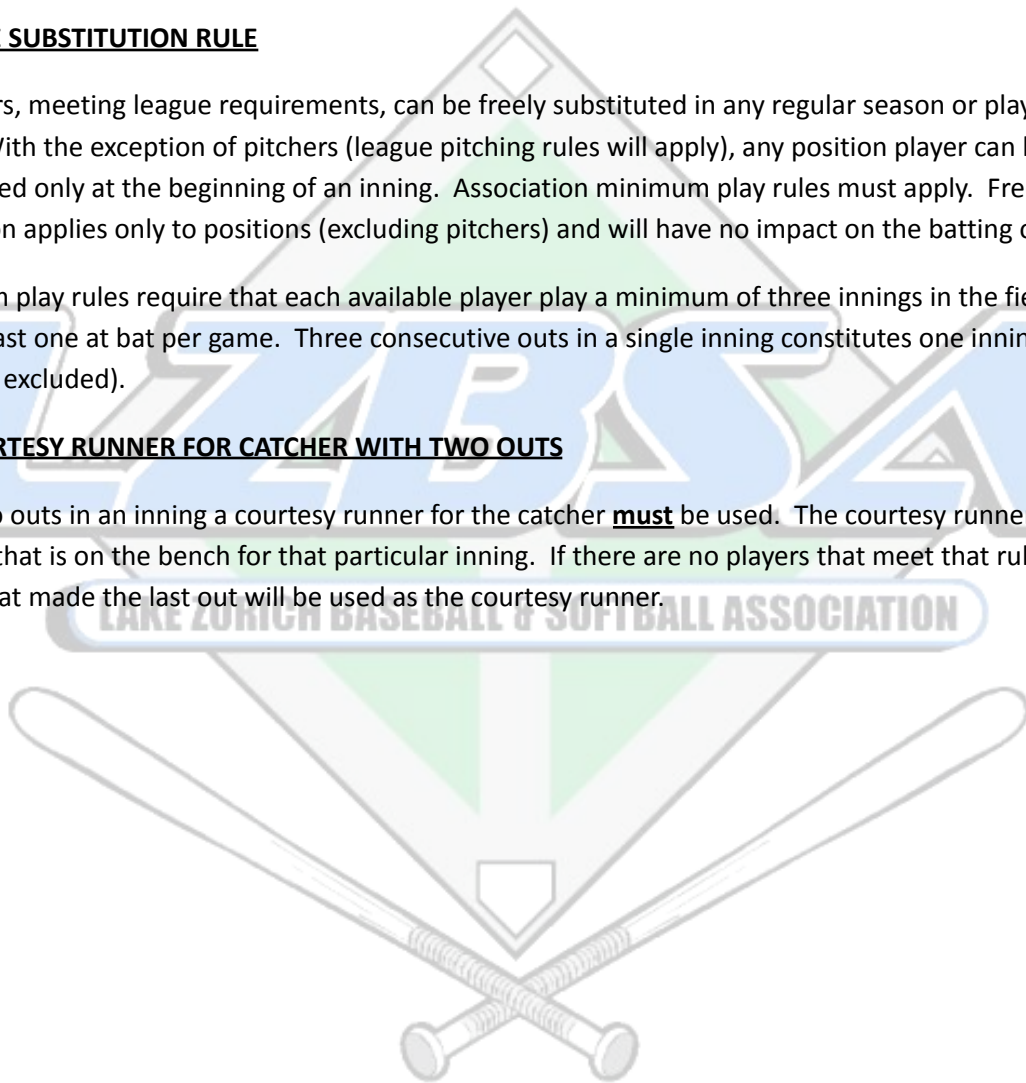 E SUBSTITUTION RULE
rs, meeting league requirements, can be freely substituted in any regular season or play
With the exception of pitchers (league pitching rules will apply), any position player can b
ed only at the beginning of an inning.  Association minimum play rules must apply.  Fre
on applies only to positions (excluding pitchers) and will have no impact on the batting o
n play rules require that each available player play a minimum of three innings in the fie
ast one at bat per game.  Three consecutive outs in a single inning constitutes one innin
excluded).
RTESY RUNNER FOR CATCHER WITH TWO OUTS
o outs in an inning a courtesy runner for the catcher must be used.  The courtesy runne
that is on the bench for that particular inning.  If there are no players that meet that rul
at made the last out will be used as the courtesy runner.
LZBSA
LAKE ZURICH BASEBALL & SOFTBALL ASSOCIATION